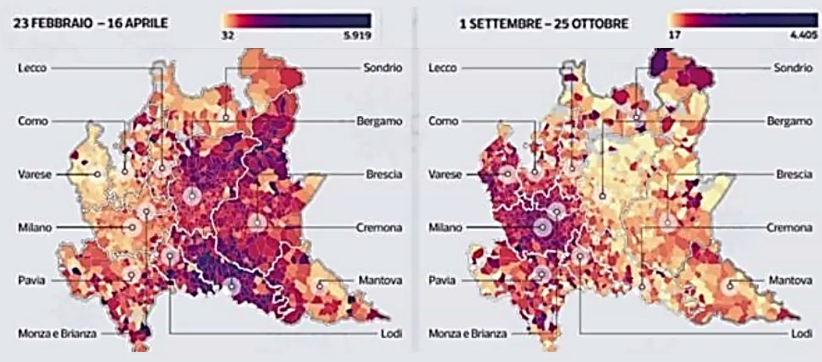 23 FEBBRAIO – 16 APRILE
32 5.919
Lecco Sondrio
Como Bergamo
Varese Brescia
Milano Cremona
Pavia Mantova
Monza e Brianza Lodi
1 SETTEMBRE – 25 OTTOBRE
17 4.405
Lecco Sondrio
Como Bergamo
Varese Brescia
Milano Cremona
Pavia Mantova
Monza e Brianza Lodi